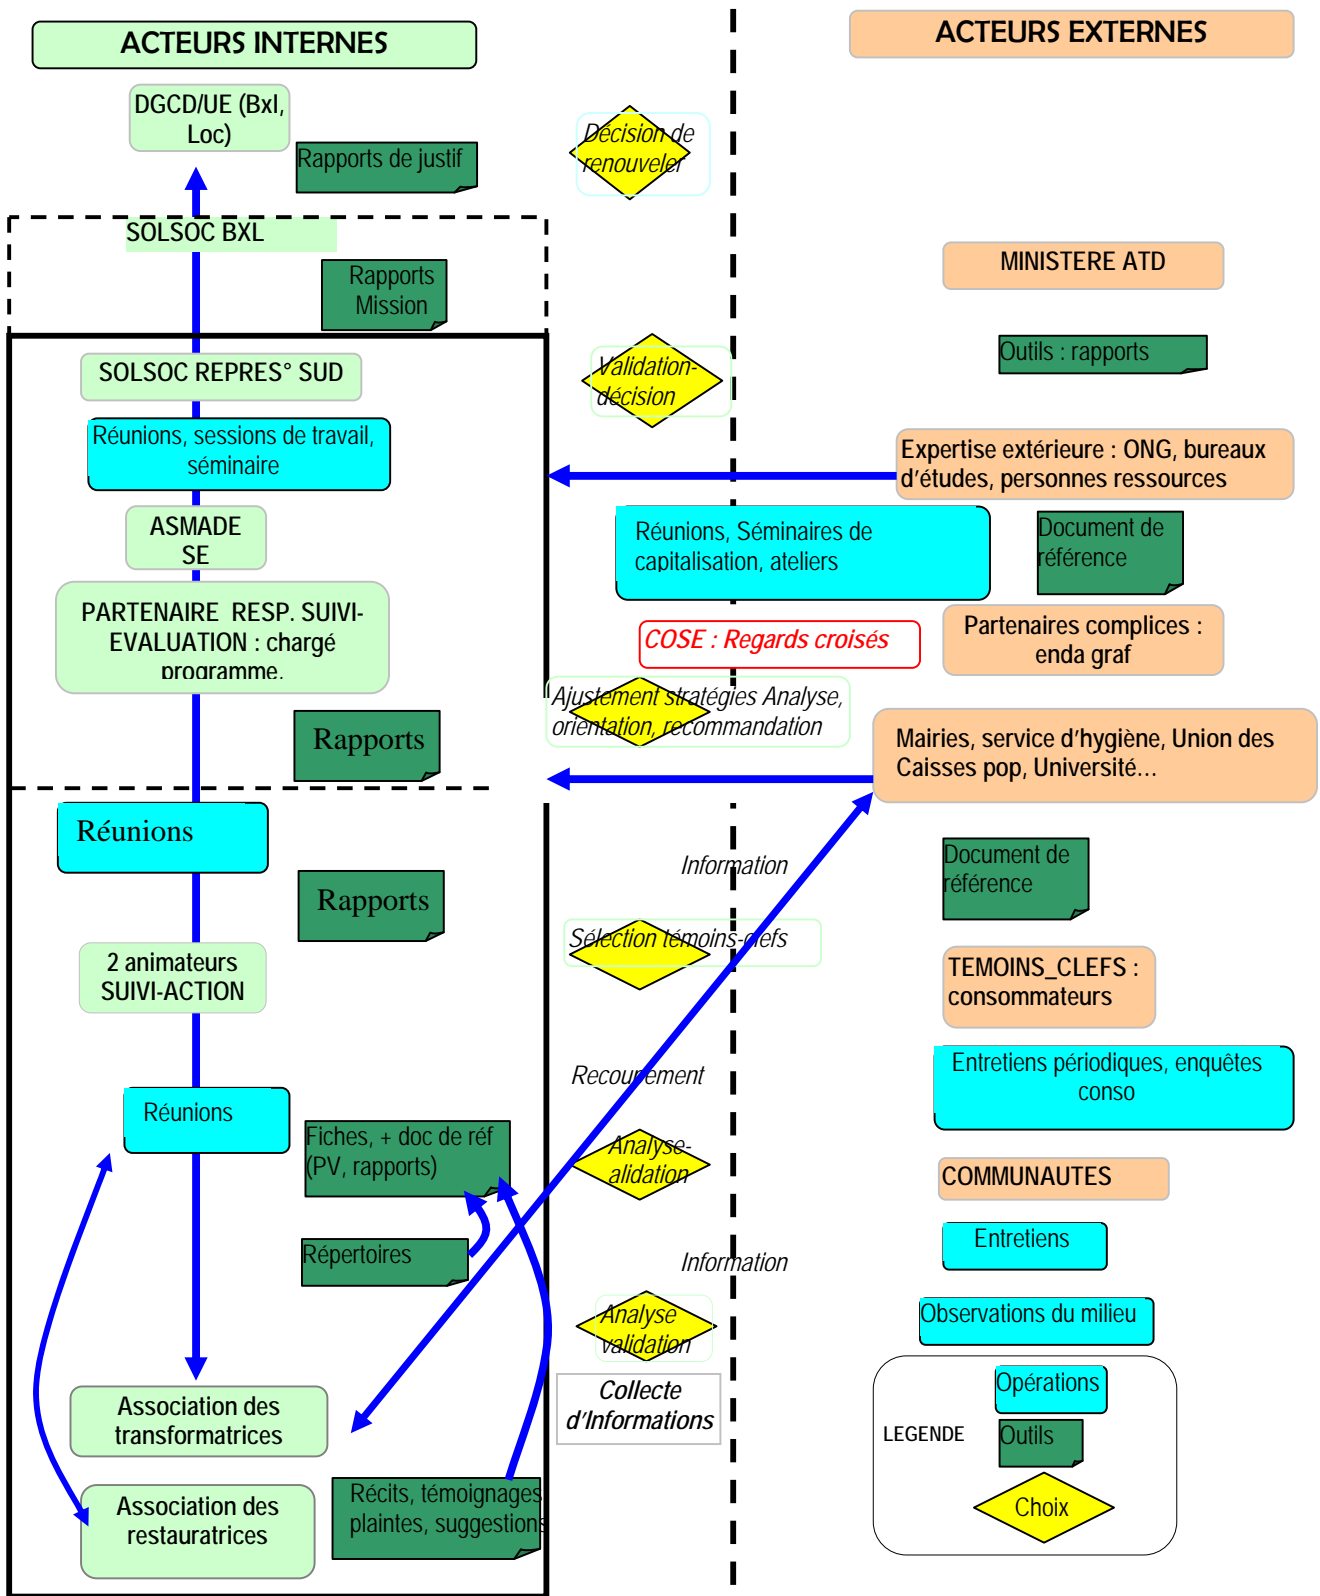 ACTEURS INTERNES
ACTEURS EXTERNES
DGCD/UE (Bxl,
Loc)
Rapports de justif
Décision de
renouveler
SOLSOC BXL
Rapports
Mission
MINISTERE ATD
SOLSOC REPRES° SUD
Validation-
décision
Outils : rapports
Réunions, sessions de travail,
séminaire
Expertise extérieure : ONG, bureaux
d'études, personnes ressources
ASMADE
SE
Réunions, Séminaires de
capitalisation, ateliers
Document de
référence
PARTENAIRE RESP. SUIVI-
EVALUATION : chargé
programme.
COSE : Regards croisés
Partenaires complices :
enda graf
Ajustement stratégies Analyse,
orientation, recommandation
Rapports
Mairies, service d'hygiène, Union des
Caisses pop, Université…
Réunions
Information
Document de
référence
Rapports
Sélection témoins-clefs
2 animateurs
SUIVI-ACTION
TEMOINS_CLEFS :
consommateurs
Recoupement
Entretiens périodiques, enquêtes
conso
Réunions
Fiches, + doc de réf
(PV, rapports)
Analyse-
alidation
COMMUNAUTES
Répertoires
Information
Entretiens
Analyse
validation
Observations du milieu
Collecte
d'Informations
Association des
transformatrices
Récits, témoignages
plaintes, suggestions
Association des
restauratrices
LEGENDE
Opérations
Outils
Choix